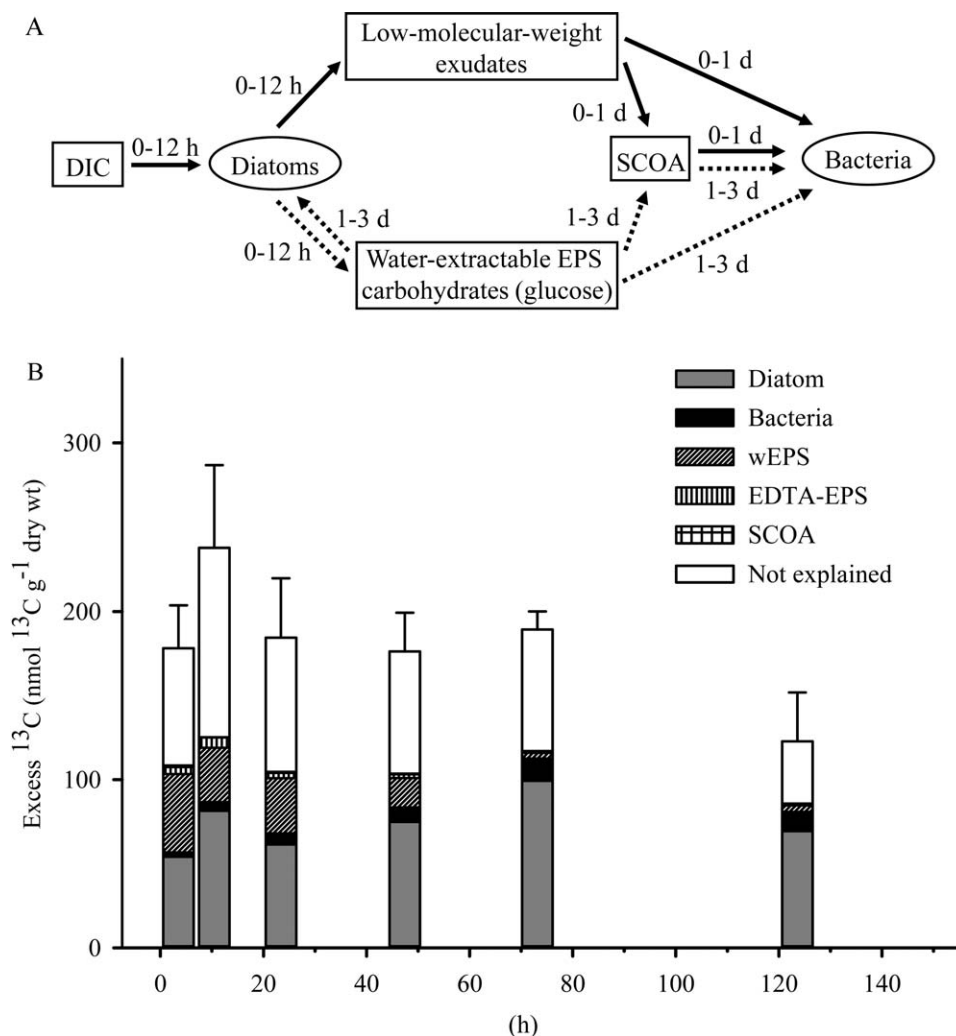 A
Low-molecular-weight
exudates
0-12 h
0-1 d
0-1 d
DIC
0-12 h
Diatoms
SCOA
0-1 d
1-3 d
Bacteria
1-3 d
0-12 h
1-3 d
1-3 d
Water-extractable EPS
carbohydrates (glucose)
B
Diatom
Bacteria
wEPS
EDTA-EPS
SCOA
Not explained
Excess ¹³C (nmol ¹³C g⁻¹ dry wt)
300
200
100
0
0 20 40 60 80 100 120 140
(h)